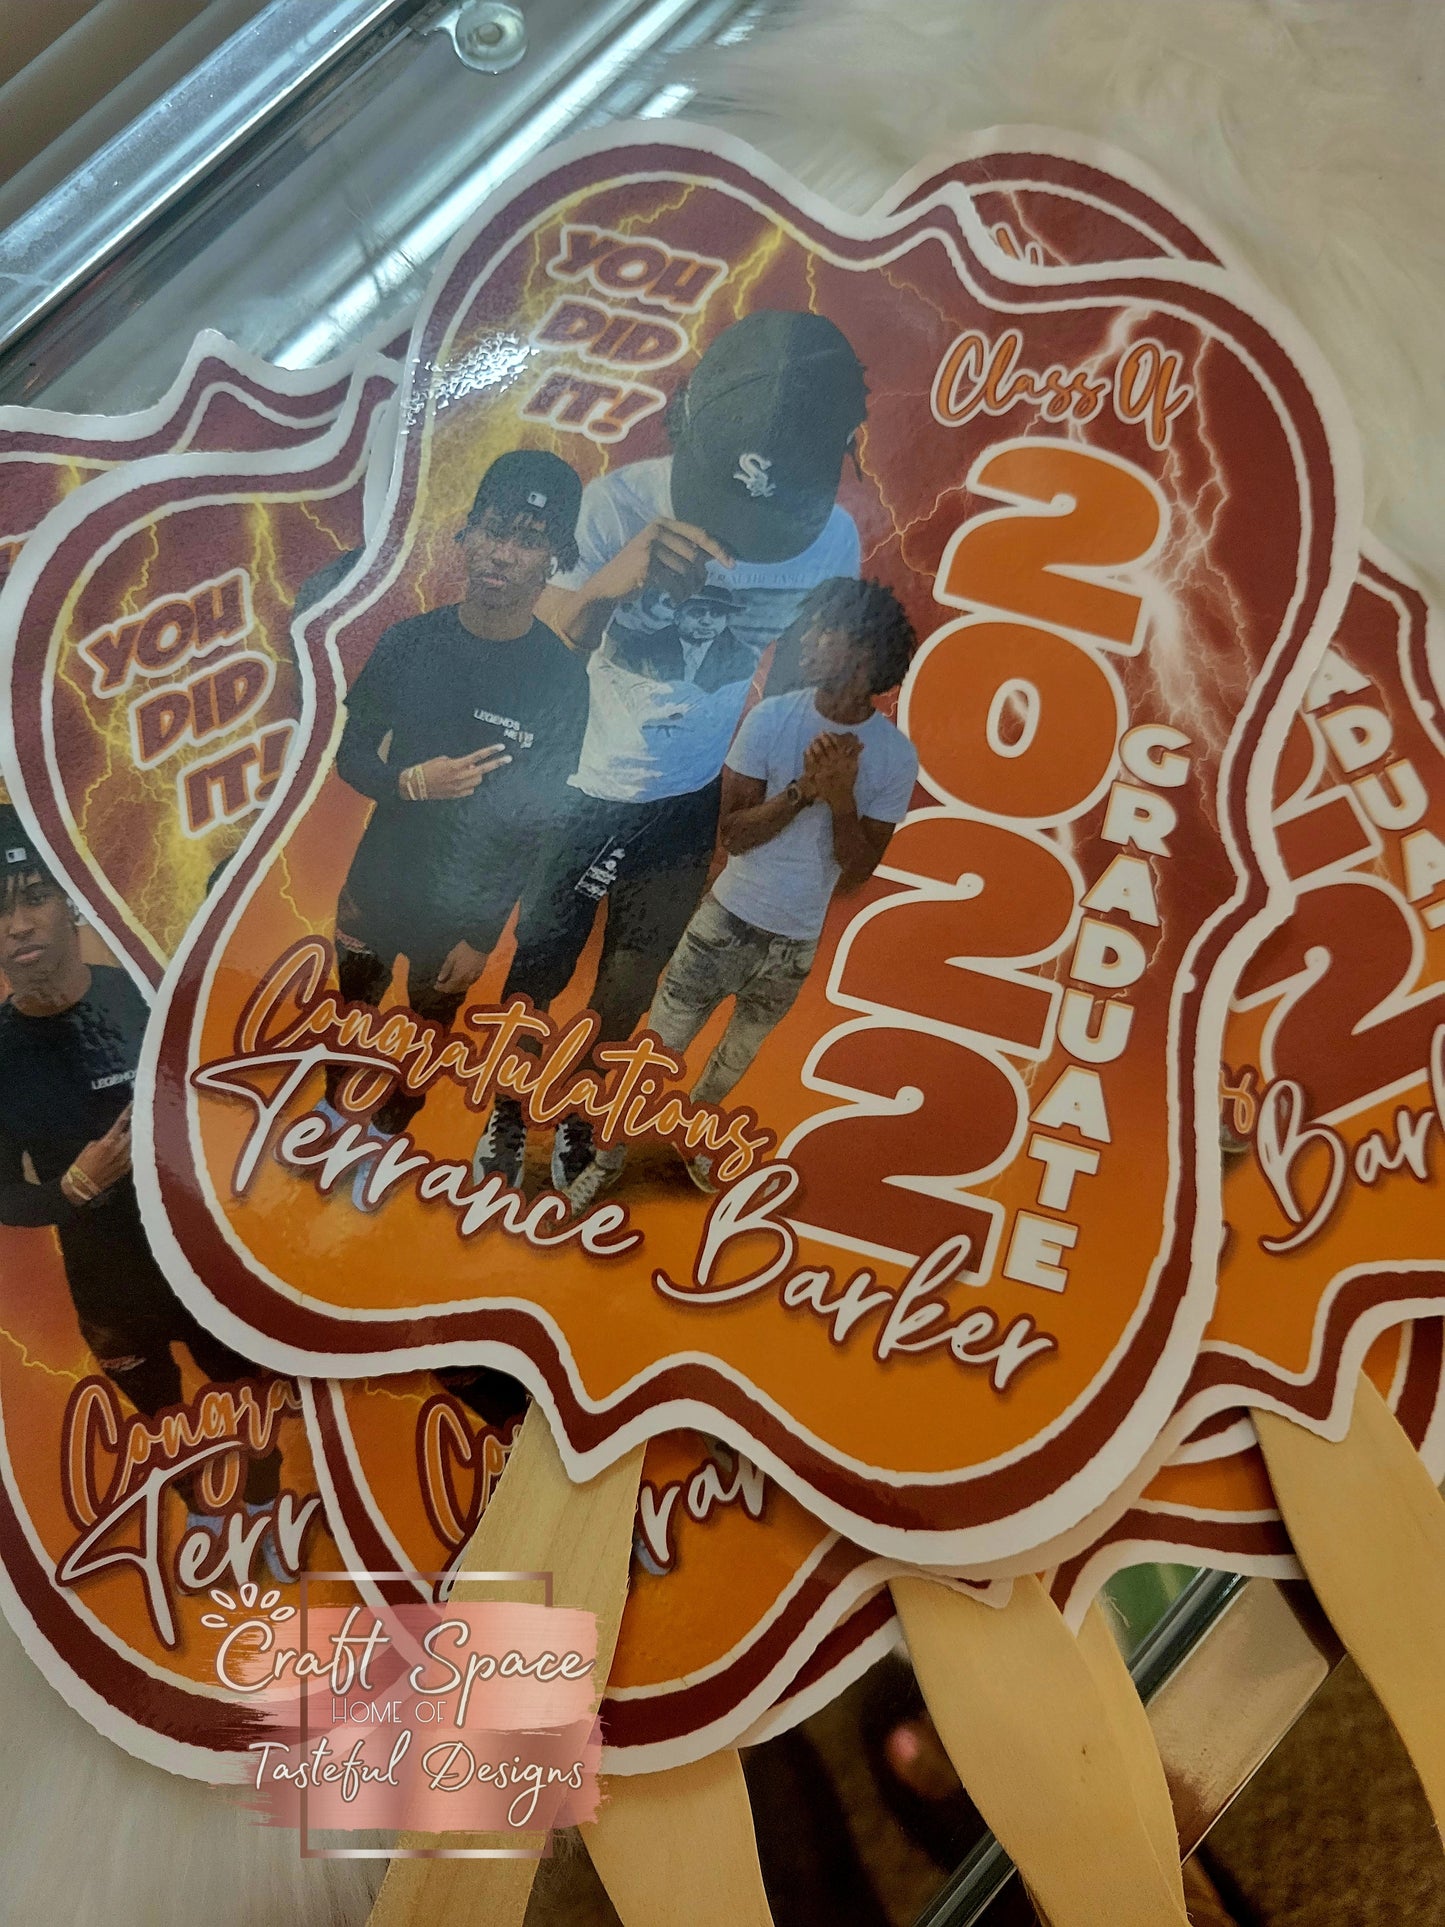 YOU
DID
IT!
Class Of
2022
GRADUATE
LEGENDS
Congratulations
Terrance Barker
YOU
DID
IT!
LEGENDS
Craft Space
HOME OF
Tasteful Designs